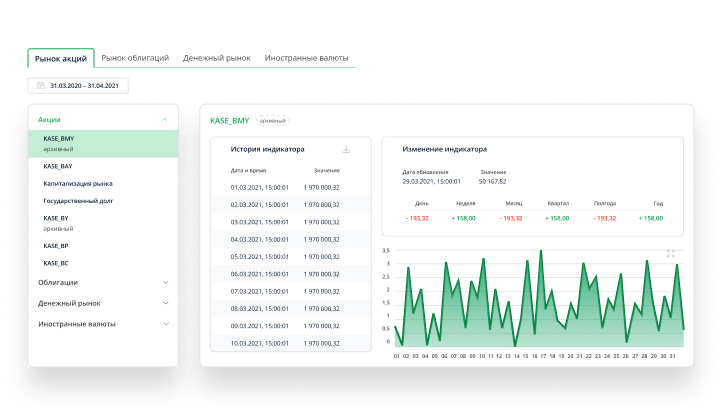 Рынок акций Рынок облигаций Денежный рынок Иностранные валюты
31.03.2020 – 31.04.2021
Акции
KASE_BMY
архивный
KASE_BAY
Капитализация рынка
Государственный долг
KASE_BY
архивный
KASE_BP
KASE_BC
Облигации
Денежный рынок
Иностранные валюты
KASE_BMY архивный
История индикатора
Дата и время Значение
01.03.2021, 15:00:01 1 970 000,32
02.03.2021, 15:00:01 1 970 000,32
03.03.2021, 15:00:01 1 970 000,32
04.03.2021, 15:00:01 1 970 000,32
05.03.2021, 15:00:01 1 970 000,32
06.03.2021, 15:00:01 1 970 000,32
07.03.2021, 15:00:01 1 970 000,32
08.03.2021, 15:00:01 1 970 000,32
09.03.2021, 15:00:01 1 970 000,32
10.03.2021, 15:00:01 1 970 000,32
Изменение индикатора
Дата обновления Значение
29.03.2021, 15:00:01 50 167,82
День Неделя Месяц Квартал Полгода Год
- 193,32 + 158,00 - 193,32 + 158,00 - 193,32 + 158,00
3,5
3
2,5
2
1,5
1
0,5
0
01 02 03 04 05 06 07 08 09 10 11 12 13 14 15 16 17 18 19 20 21 22 23 24 25 26 27 28 29 30 31